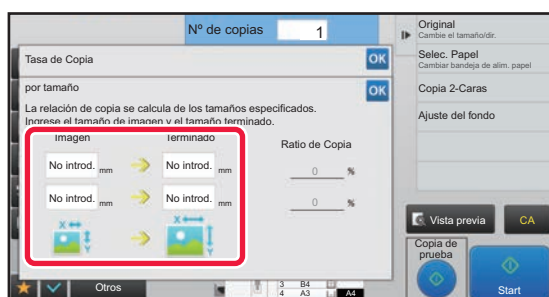 Nº de copias 1
Tasa de Copia OK
por tamaño OK
La relación de copia se calcula de los tamaños especificados.
Ingrese el tamaño de imagen y el tamaño terminado.
Imagen Terminado Ratio de Copia
No introd. mm No introd. mm 0 %
No introd. mm No introd. mm 0 %
X Y X Y
Otros
3 B4
4 A3 A4
Original
Cambie el tamaño/dir.
Selec. Papel
Cambiar bandeja de alim. papel
Copia 2-Caras
Ajuste del fondo
Vista previa CA
Copia de
prueba
Start